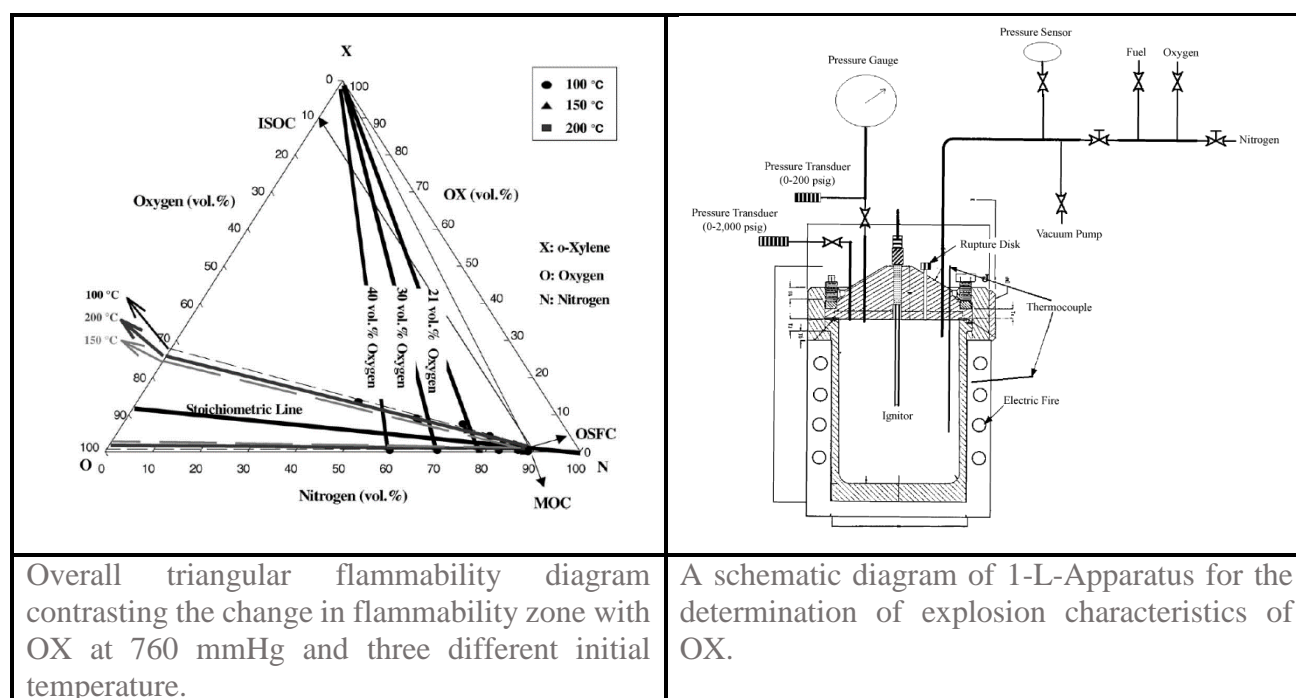 X
0
100
10
ISOC
90
20
80
30
70
Oxygen (vol.%)
OX (vol.%)
40
60
50
50
60
40
70
30
80
20
90
10
100
0
100 °C
150 °C
200 °C
X: o-Xylene
O: Oxygen
N: Nitrogen
100 °C
200 °C
150 °C
40 vol.% Oxygen
30 vol.% Oxygen
21 vol.% Oxygen
Stoichiometric Line
OSFC
O
0 10 20 30 40 50 60 70 80 90 100
N
Nitrogen (vol.%)
MOC
Pressure Sensor
Fuel
Oxygen
Pressure Gauge
Nitrogen
Pressure Transduer
(0-200 psig)
Vacuum Pump
Pressure Transduer
(0-2,000 psig)
Rupture Disk
Thermocouple
Ignitor
Electric Fire
Overall triangular flammability diagram
contrasting the change in flammability zone with
OX at 760 mmHg and three different initial
temperature.
A schematic diagram of 1-L-Apparatus for the
determination of explosion characteristics of
OX.